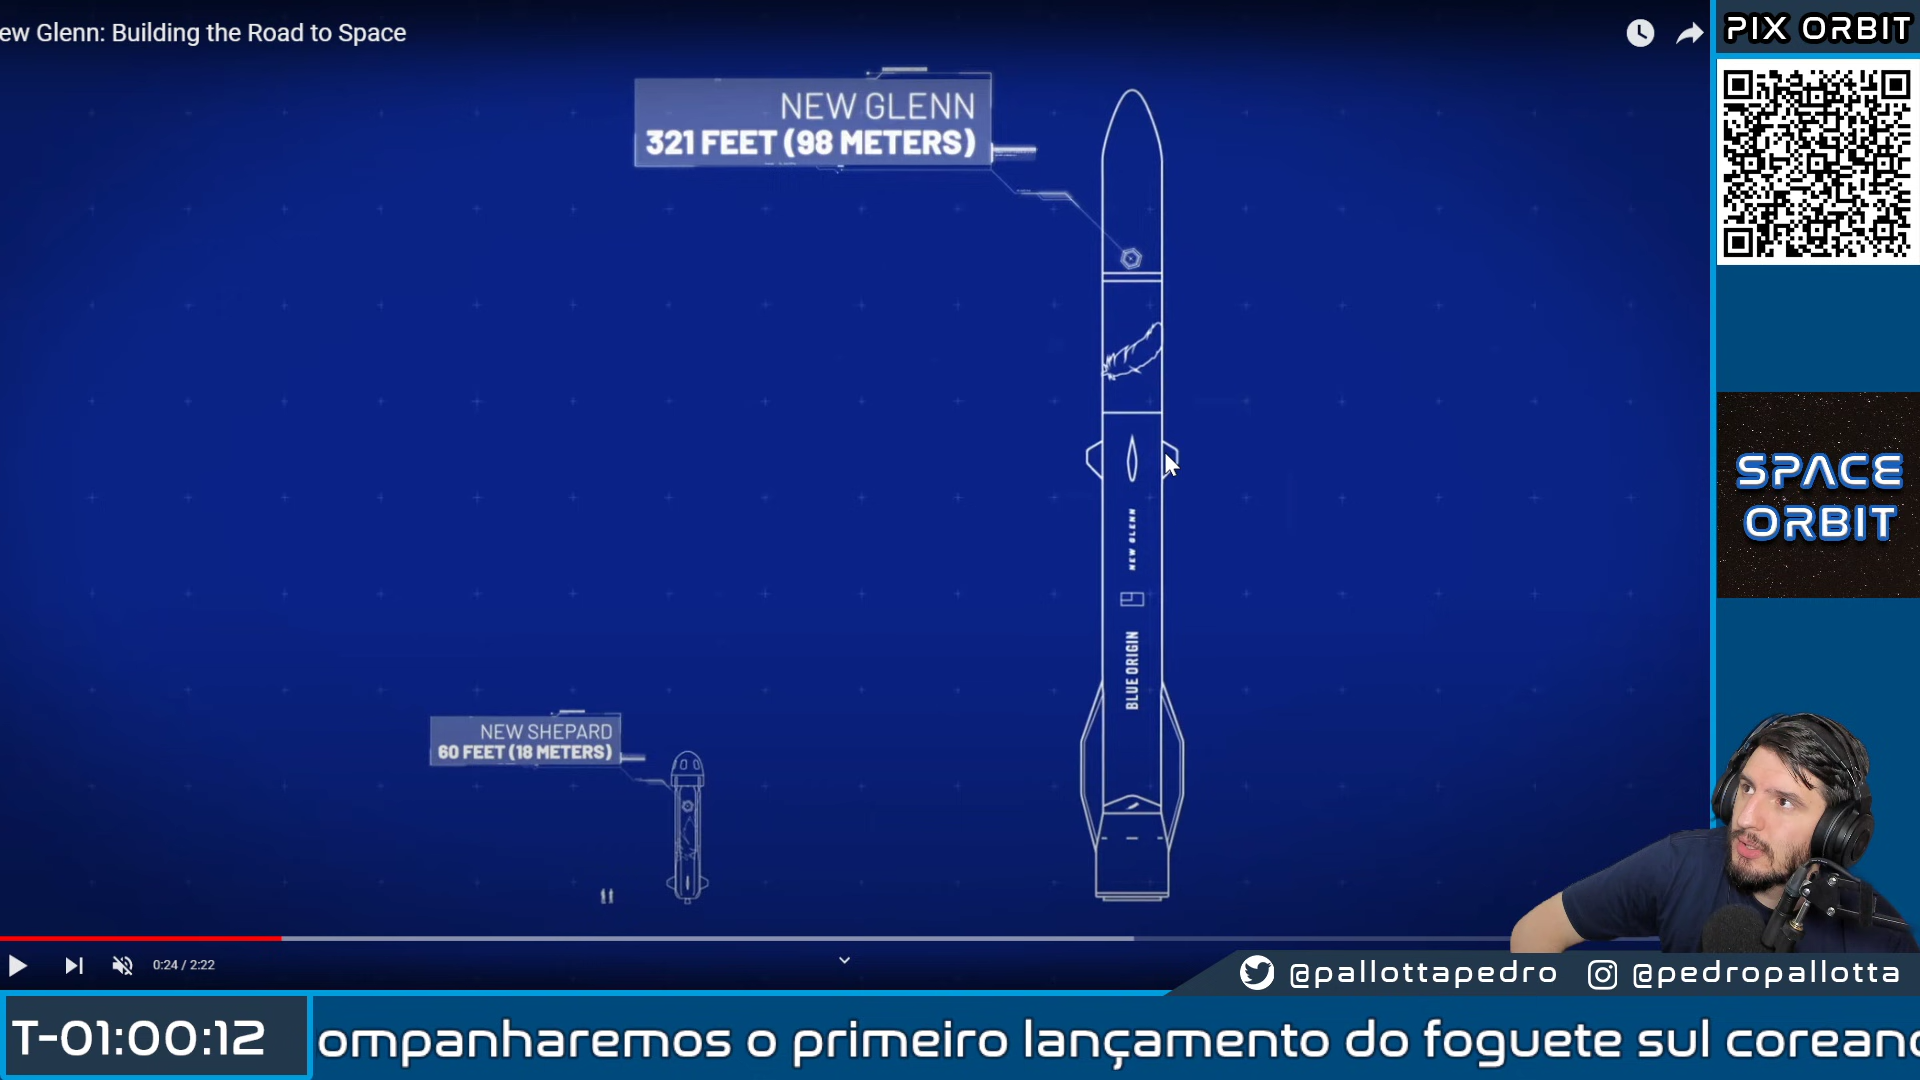 ew Glenn: Building the Road to Space
PIX ORBIT
NEW GLENN
321 FEET (98 METERS)
NEW GLENN
BLUE ORIGIN
SPACE
ORBIT
NEW SHEPARD
60 FEET (18 METERS)
0:24 / 2:22
@pallottapedro
@pedropallotta
T-01:00:12
ompanharemos o primeiro lançamento do foguete sul coreano